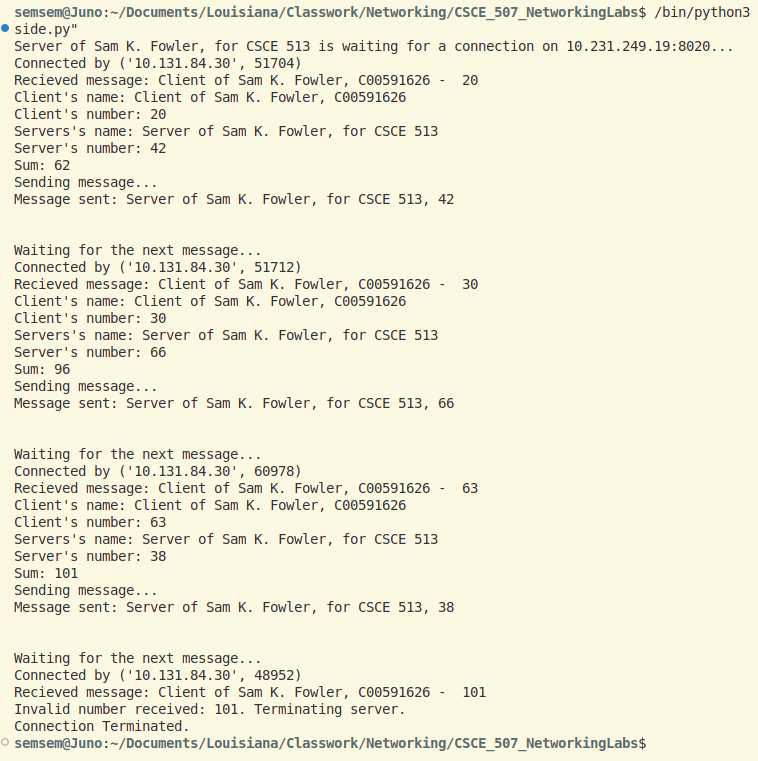 semsem@Juno:~/Documents/Louisiana/Classwork/Networking/CSCE_507_NetworkingLabs$ /bin/python3
side.py"
Server of Sam K. Fowler, for CSCE 513 is waiting for a connection on 10.231.249.19:8020...
Connected by ('10.131.84.30', 51704)
Recieved message: Client of Sam K. Fowler, C00591626 -  20
Client's name: Client of Sam K. Fowler, C00591626
Client's number: 20
Servers's name: Server of Sam K. Fowler, for CSCE 513
Server's number: 42
Sum: 62
Sending message...
Message sent: Server of Sam K. Fowler, for CSCE 513, 42
Waiting for the next message...
Connected by ('10.131.84.30', 51712)
Recieved message: Client of Sam K. Fowler, C00591626 -  30
Client's name: Client of Sam K. Fowler, C00591626
Client's number: 30
Servers's name: Server of Sam K. Fowler, for CSCE 513
Server's number: 66
Sum: 96
Sending message...
Message sent: Server of Sam K. Fowler, for CSCE 513, 66
Waiting for the next message...
Connected by ('10.131.84.30', 60978)
Recieved message: Client of Sam K. Fowler, C00591626 -  63
Client's name: Client of Sam K. Fowler, C00591626
Client's number: 63
Servers's name: Server of Sam K. Fowler, for CSCE 513
Server's number: 38
Sum: 101
Sending message...
Message sent: Server of Sam K. Fowler, for CSCE 513, 38
Waiting for the next message...
Connected by ('10.131.84.30', 48952)
Recieved message: Client of Sam K. Fowler, C00591626 -  101
Invalid number received: 101. Terminating server.
Connection Terminated.
semsem@Juno:~/Documents/Louisiana/Classwork/Networking/CSCE_507_NetworkingLabs$